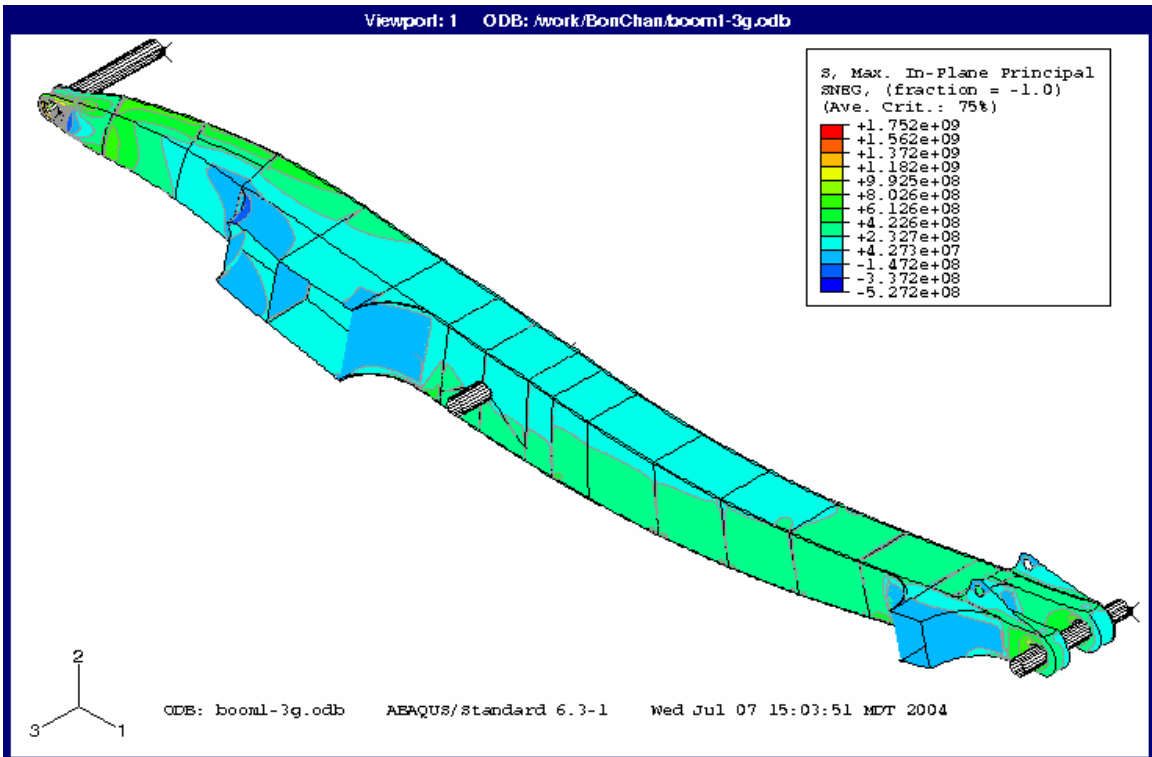 Viewport: 1 ODB: /work/BonChan/boom1-3g.odb
S, Max. In-Plane Principal
SNEG, (fraction = -1.0)
(Ave. Crit.: 75%)
+1.752e+09
+1.562e+09
+1.372e+09
+1.182e+09
+9.925e+08
+8.026e+08
+6.126e+08
+4.226e+08
+2.327e+08
+4.273e+07
-1.472e+08
-3.372e+08
-5.272e+08
2
3
1
ODB: boom1-3g.odb ABAQUS/Standard 6.3-1 Wed Jul 07 15:03:51 MDT 2004